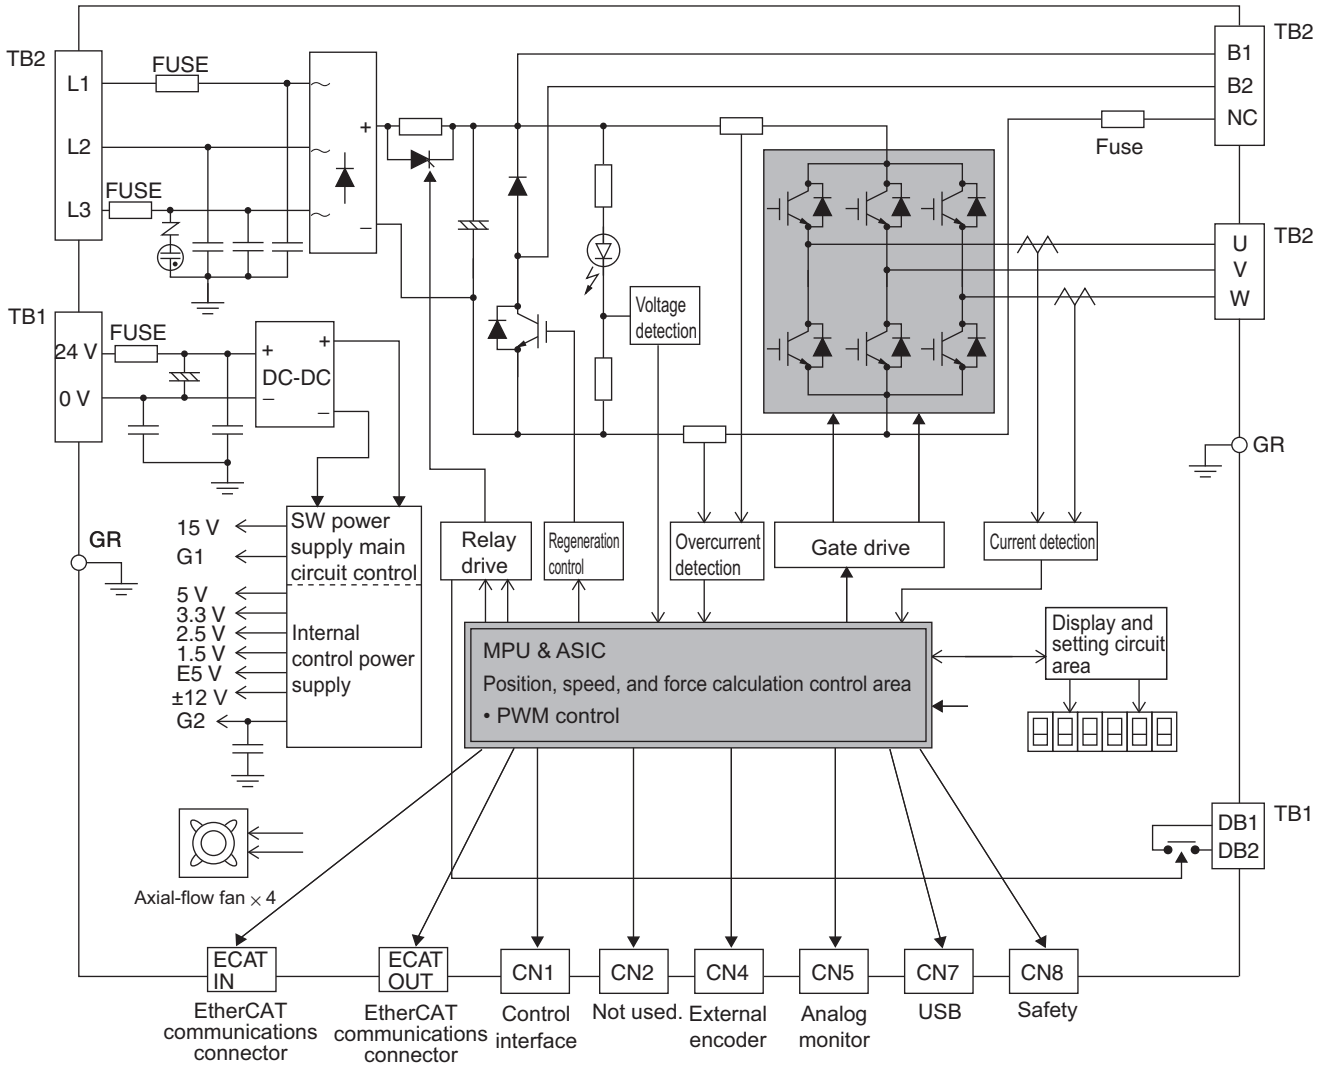 TB2
L1
FUSE
L2
FUSE
L3
+
−
TB2
B1
B2
NC
Fuse
TB2
U
V
W
TB1
24 V
FUSE
0 V
+
+
DC-DC
−
−
Voltage
detection
GR
GR
15 V
G1
5 V
3.3 V
2.5 V
1.5 V
E5 V
±12 V
G2
SW power
supply main
circuit control
Internal
control power
supply
Relay
drive
Regeneration
control
Overcurrent
detection
Gate drive
Current detection
MPU & ASIC
Position, speed, and force calculation control area
• PWM control
Display and
setting circuit
area
Axial-flow fan × 4
TB1
DB1
DB2
ECAT
IN
EtherCAT
communications
connector
ECAT
OUT
EtherCAT
communications
connector
CN1
Control
interface
CN2
Not used.
CN4
External
encoder
CN5
Analog
monitor
CN7
USB
CN8
Safety